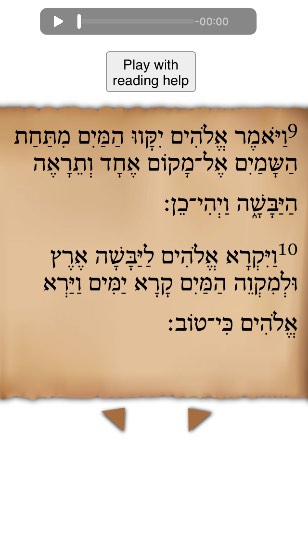 -00:00
Play with
reading help
9וַיֹּאמֶר אֱלֹהִים יִקָּווּ הַמַּיִם מִתַּחַת
הַשָּׁמַיִם אֶל־מָקוֹם אֶחָד וְתֵרָאֶה
הַיַּבָּשָׁה וַיְהִי־כֵן׃
10וַיִּקְרָא אֱלֹהִים לַיַּבָּשָׁה אֶרֶץ
וּלְמִקְוֵה הַמַּיִם קָרָא יַמִּים וַיַּרְא
אֱלֹהִים כִּי־טוֹב׃